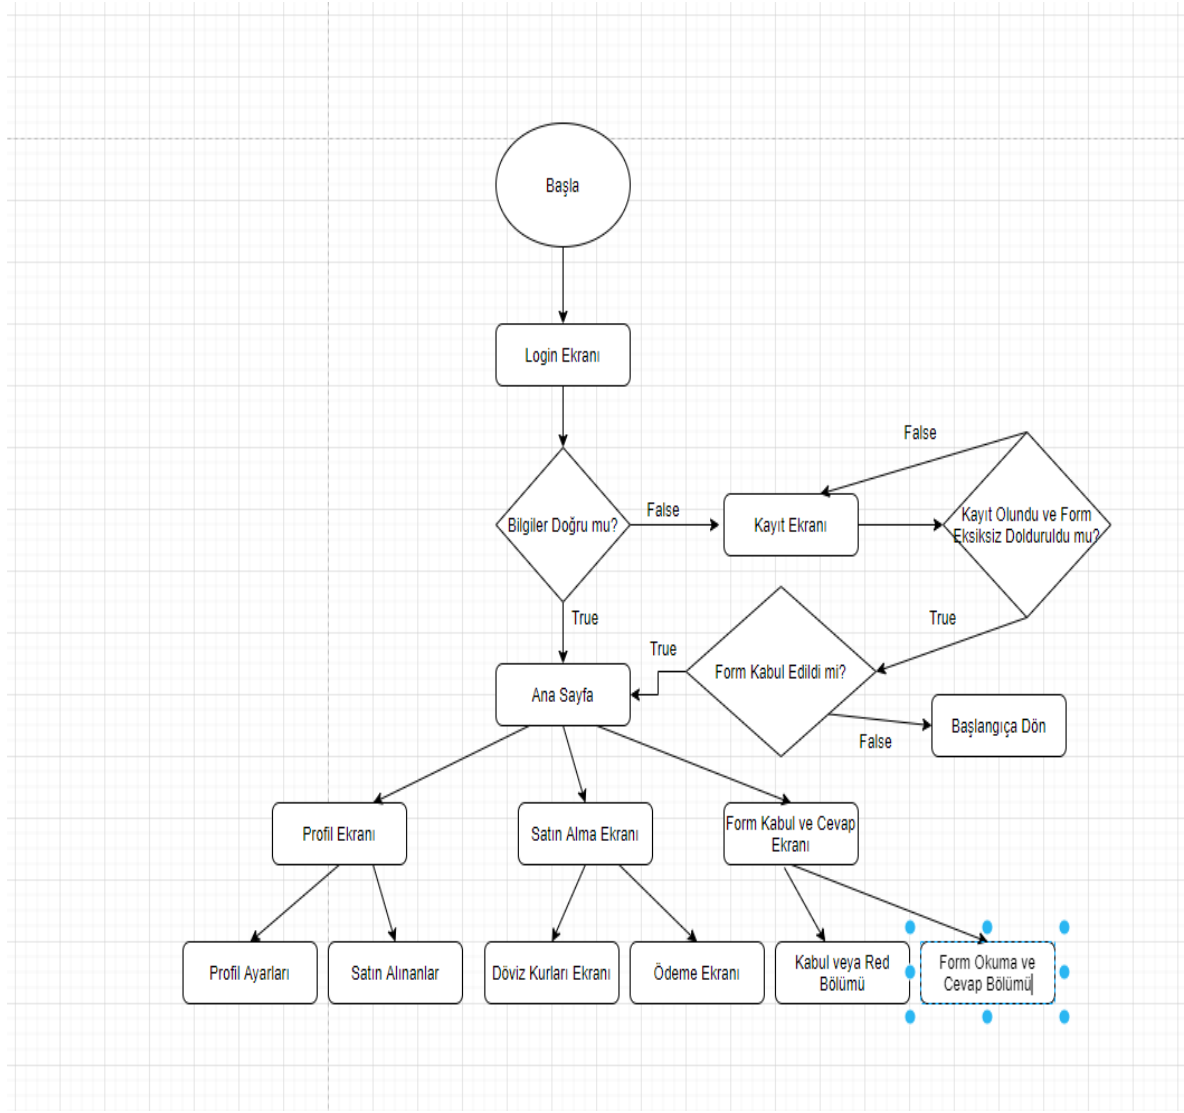 Başla
Login Ekranı
False
Bilgiler Doğru mu?
False
Kayıt Ekranı
Kayıt Olundu ve Form
Eksiksiz Dolduruldu mu?
True
True
True
Form Kabul Edildi mi?
Ana Sayfa
False
Başlangıça Dön
Profil Ekranı
Satın Alma Ekranı
Form Kabul ve Cevap
Ekranı
Profil Ayarları
Satın Alınanlar
Döviz Kurları Ekranı
Ödeme Ekranı
Kabul veya Red
Bölümü
Form Okuma ve
Cevap Bölümü